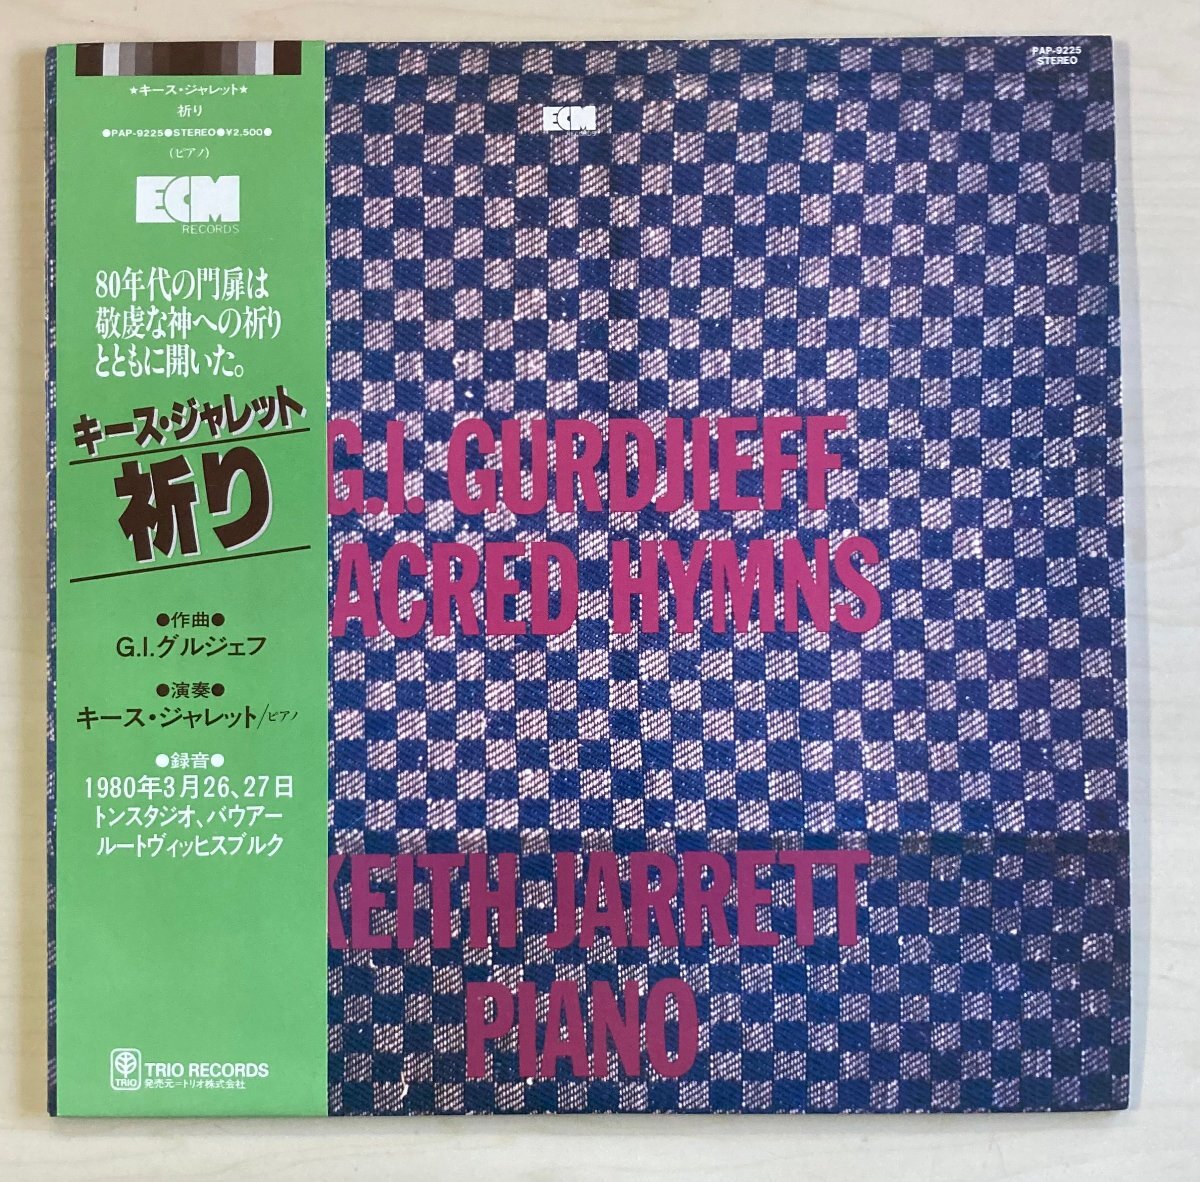 ★キース・ジャレット★
祈り
●PAP-9225●STEREO●¥2,500●
(ピアノ)
ECM
RECORDS
80年代の門扉は
敬虔な神への祈り
とともに開いた。
キース・ジャレット
祈り
●作曲●
G.I.グルジェフ
●演奏●
キース・ジャレット/ピアノ
●録音●
1980年3月26、27日
トンスタジオ、バウアー
ルートヴィッヒスブルク
TRIO
TRIO RECORDS
発売元=トリオ株式会社
PAP-9225
STEREO
ECM
G.I. GURDJIEFF
ACRED HYMNS
KEITH JARRETT
PIANO